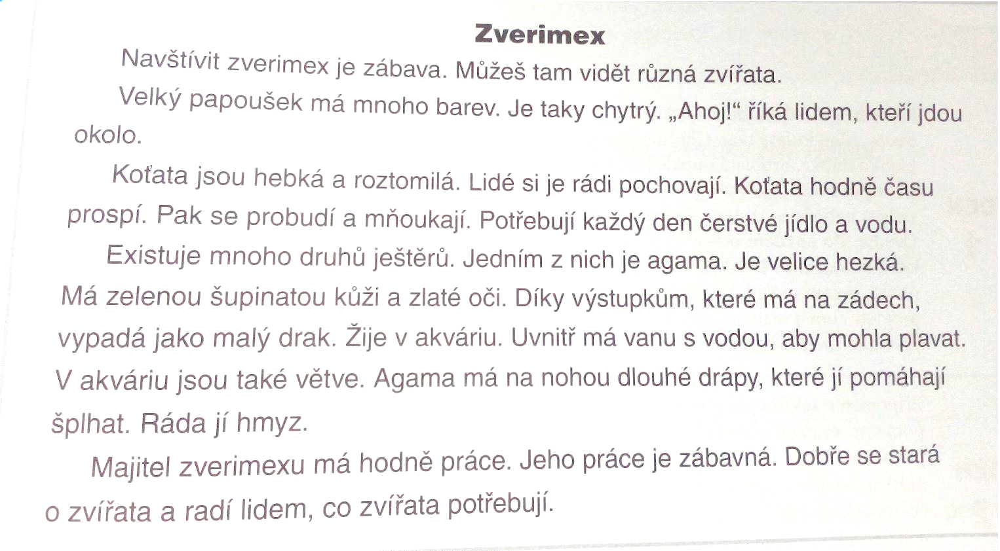 Zverimex
Navštívit zverimex je zábava. Můžeš tam vidět různá zvířata.
Velký papoušek má mnoho barev. Je taky chytrý. „Ahoj!“ říká lidem, kteří jdou
okolo.
Koťata jsou hebká a roztomilá. Lidé si je rádi pochovají. Koťata hodně času
prospí. Pak se probudí a mňoukají. Potřebují každý den čerstvé jídlo a vodu.
Existuje mnoho druhů ještěrů. Jedním z nich je agama. Je velice hezká.
Má zelenou šupinatou kůži a zlaté oči. Díky výstupkům, které má na zádech,
vypadá jako malý drak. Žije v akváriu. Uvnitř má vanu s vodou, aby mohla plavat.
V akváriu jsou také větve. Agama má na nohou dlouhé drápy, které jí pomáhají
šplhat. Ráda jí hmyz.
Majitel zverimexu má hodně práce. Jeho práce je zábavná. Dobře se stará
o zvířata a radí lidem, co zvířata potřebují.